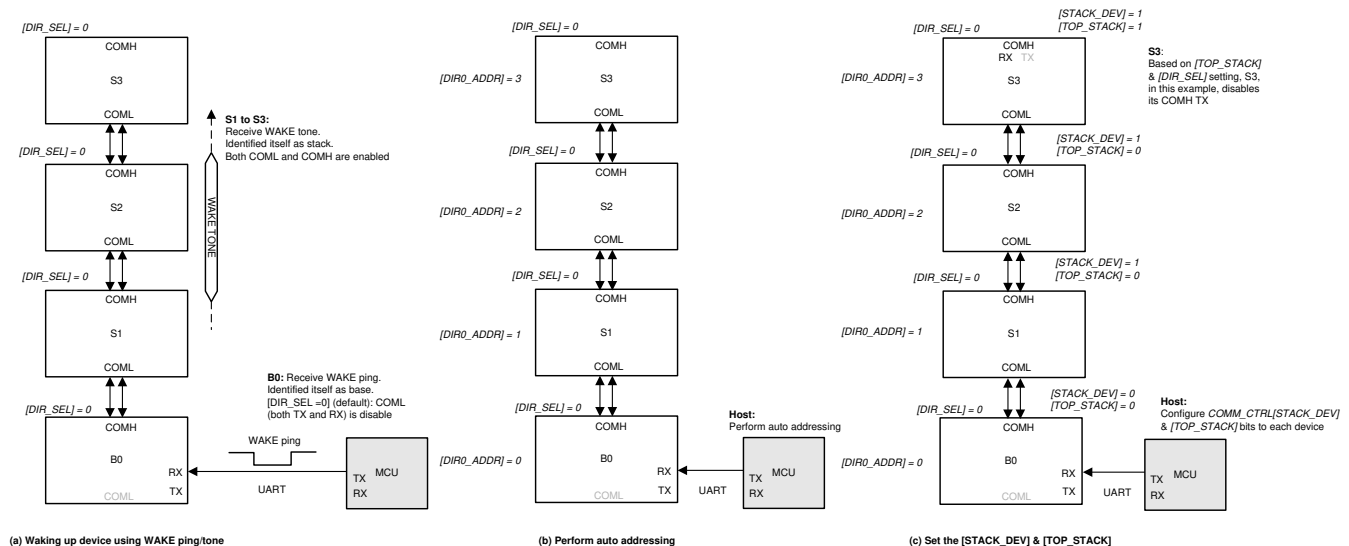 [DIR_SEL] = 0
COMH
S3
COML
[DIR_SEL] = 0
COMH
S2
COML
[DIR_SEL] = 0
COMH
S1
COML
[DIR_SEL] = 0
COMH
B0
RX
TX
COML
S1 to S3:
Receive WAKE tone.
Identified itself as stack.
Both COML and COMH are enabled
WAKE TONE
B0: Receive WAKE ping.
Identified itself as base.
[DIR_SEL =0] (default): COML
(both TX and RX) is disable
WAKE ping
UART
TX
RX
MCU
(a) Waking up device using WAKE ping/tone
[DIR_SEL] = 0
COMH
[DIR0_ADDR] = 3
S3
COML
[DIR_SEL] = 0
COMH
[DIR0_ADDR] = 2
S2
COML
[DIR_SEL] = 0
COMH
[DIR0_ADDR] = 1
S1
COML
[DIR_SEL] = 0
COMH
[DIR0_ADDR] = 0
B0
RX
TX
COML
Host:
Perform auto addressing
UART
TX
RX
MCU
(b) Perform auto addressing
[DIR_SEL] = 0
[STACK_DEV] = 1
[TOP_STACK] = 1
COMH
RX TX
[DIR0_ADDR] = 3
S3
COML
S3:
Based on [TOP_STACK]
& [DIR_SEL] setting, S3,
in this example, disables
its COMH TX
[DIR_SEL] = 0
[STACK_DEV] = 1
[TOP_STACK] = 0
COMH
[DIR0_ADDR] = 2
S2
COML
[DIR_SEL] = 0
[STACK_DEV] = 1
[TOP_STACK] = 0
COMH
[DIR0_ADDR] = 1
S1
COML
[DIR_SEL] = 0
[STACK_DEV] = 0
[TOP_STACK] = 0
COMH
[DIR0_ADDR] = 0
B0
RX
TX
COML
Host:
Configure COMM_CTRL[STACK_DEV]
& [TOP_STACK] bits to each device
UART
TX
RX
MCU
(c) Set the [STACK_DEV] & [TOP_STACK]